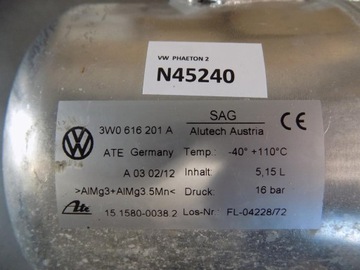 VW PHAETON 2
N45240
SAG
3W0 616 201 A Alutech Austria
ATE Germany Temp.: -40° +110°C
A 03 02/12 Inhalt: 5,15 L
>AlMg3+AlMg3.5Mn< Druck: 16 bar
Ate 15.1580-0038.2 Los-Nr.: FL-04228/72